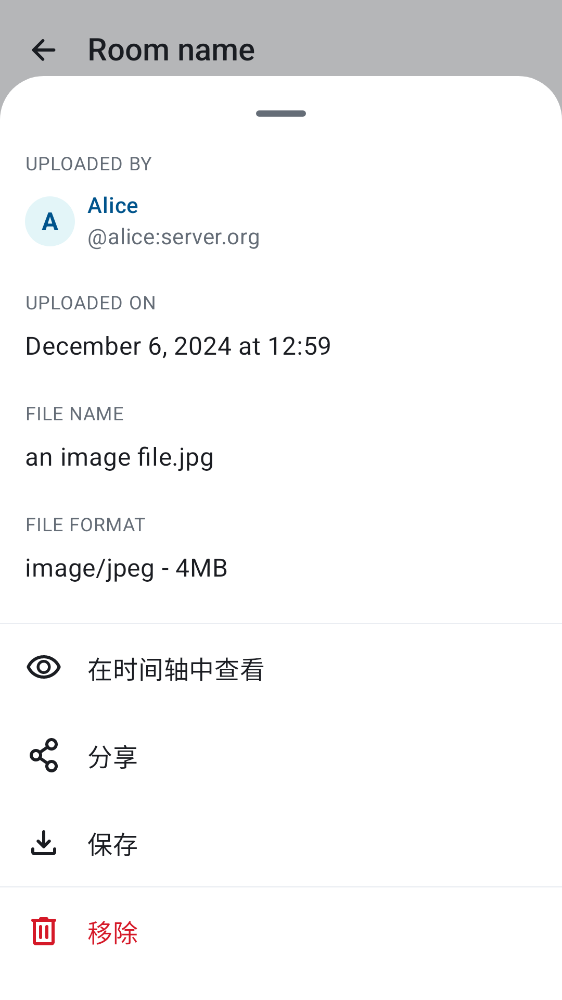 Room name
UPLOADED BY
A
Alice
@alice:server.org
UPLOADED ON
December 6, 2024 at 12:59
FILE NAME
an image file.jpg
FILE FORMAT
image/jpeg - 4MB
在时间轴中查看
分享
保存
移除